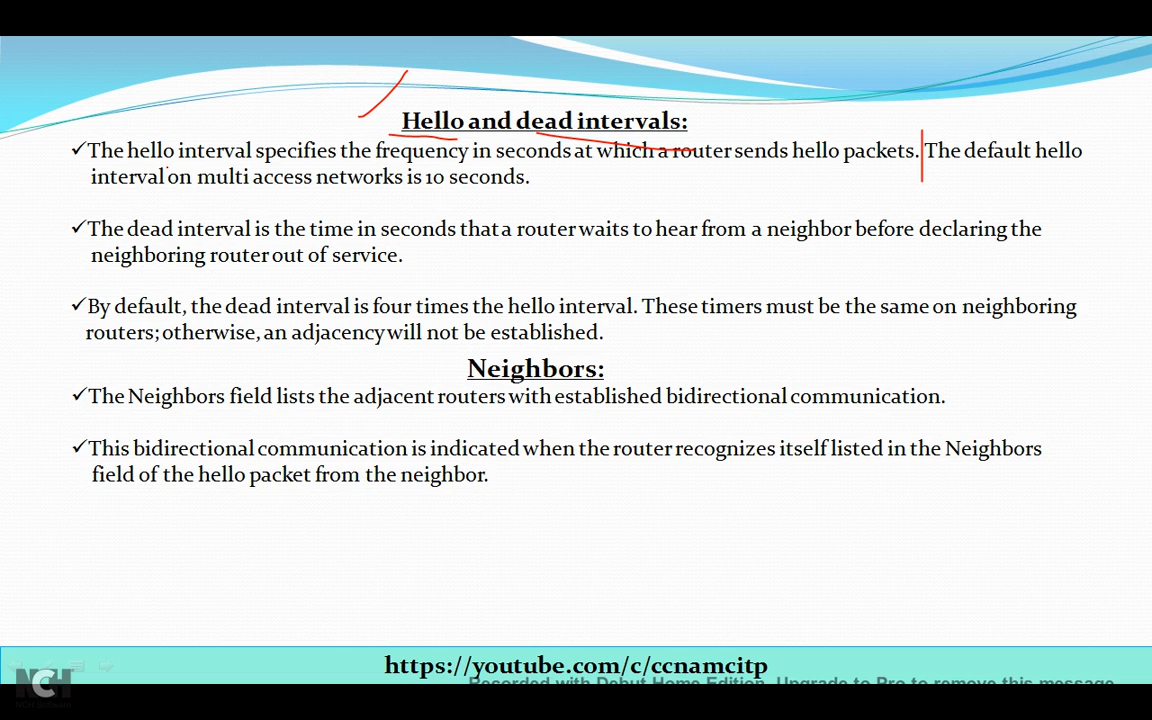 Hello and dead intervals:
✓The hello interval specifies the frequency in seconds at which a router sends hello packets. The default hello
interval on multi access networks is 10 seconds.
✓The dead interval is the time in seconds that a router waits to hear from a neighbor before declaring the
neighboring router out of service.
✓By default, the dead interval is four times the hello interval. These timers must be the same on neighboring
routers; otherwise, an adjacency will not be established.
Neighbors:
✓The Neighbors field lists the adjacent routers with established bidirectional communication.
✓This bidirectional communication is indicated when the router recognizes itself listed in the Neighbors
field of the hello packet from the neighbor.
https://youtube.com/c/ccnamcitp
Recorded with Debut Home Edition. Upgrade to Pro to remove this message
NCH
NCH Software